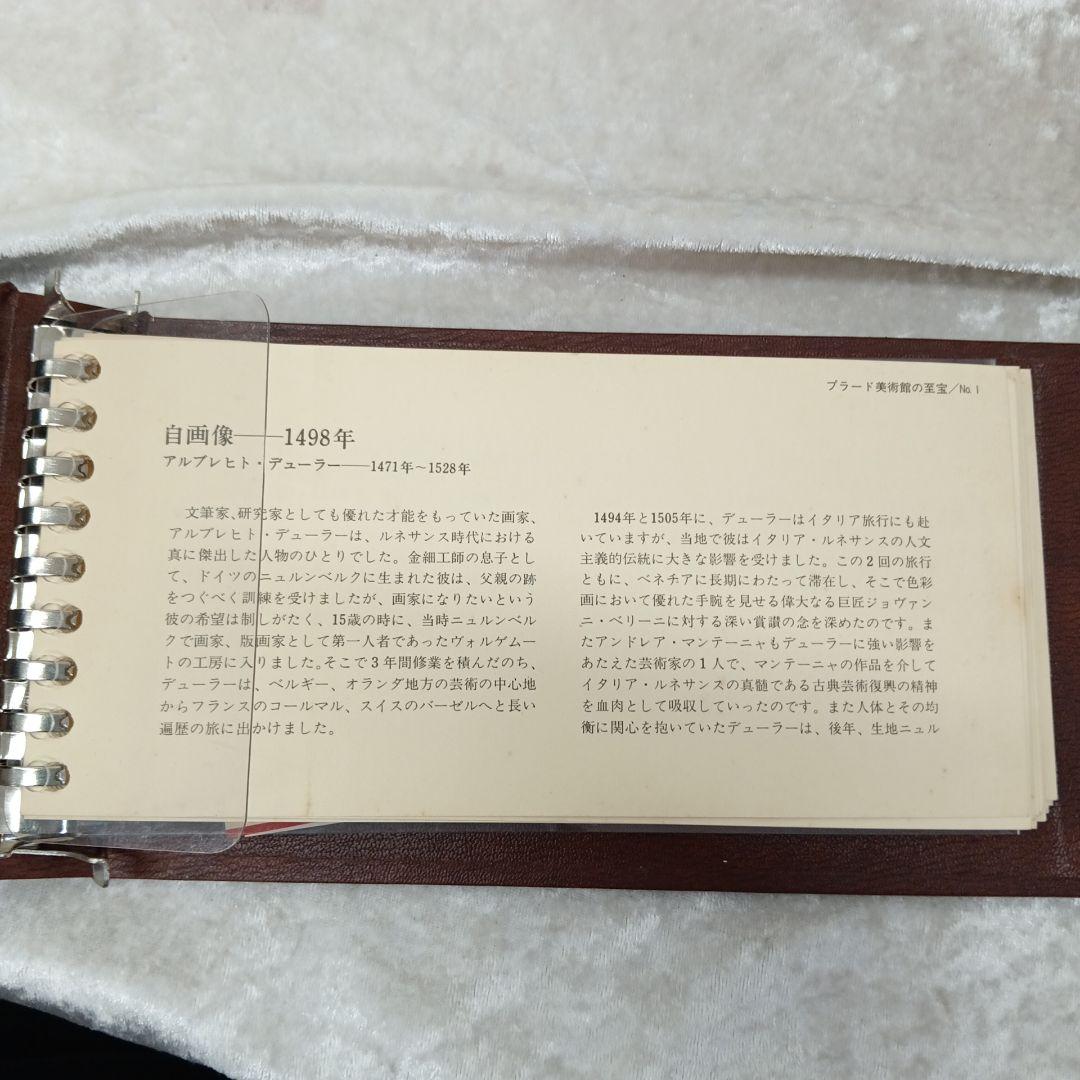 プラード美術館の至宝／No.1
自画像――1498年
アルブレヒト・デューラー――1471年～1528年
文筆家、研究家としても優れた才能をもっていた画家、
アルブレヒト・デューラーは、ルネサンス時代における
真に傑出した人物のひとりでした。金細工師の息子とし
て、ドイツのニュルンベルクに生まれた彼は、父親の跡
をつぐべく訓練を受けましたが、画家になりたいという
彼の希望は制しがたく、15歳の時に、当時ニュルンベル
クで画家、版画家として第一人者であったヴォルゲムー
トの工房に入りました。そこで3年間修業を積んだのち、
デューラーは、ベルギー、オランダ地方の芸術の中心地
からフランスのコールマル、スイスのバーゼルへと長い
遍歴の旅に出かけました。
1494年と1505年に、デューラーはイタリア旅行にも赴
いていますが、当地で彼はイタリア・ルネサンスの人文
主義的伝統に大きな影響を受けました。この2回の旅行
ともに、ベネチアに長期にわたって滞在し、そこで色彩
画において優れた手腕を見せる偉大なる巨匠ジョヴァン
ニ・ベリーニに対する深い賞讃の念を深めたのです。ま
たアンドレア・マンテーニャもデューラーに強い影響を
あたえた芸術家の1人で、マンテーニャの作品を介して
イタリア・ルネサンスの真髄である古典芸術復興の精神
を血肉として吸収していったのです。また人体とその均
衡に関心を抱いていたデューラーは、後年、生地ニュル